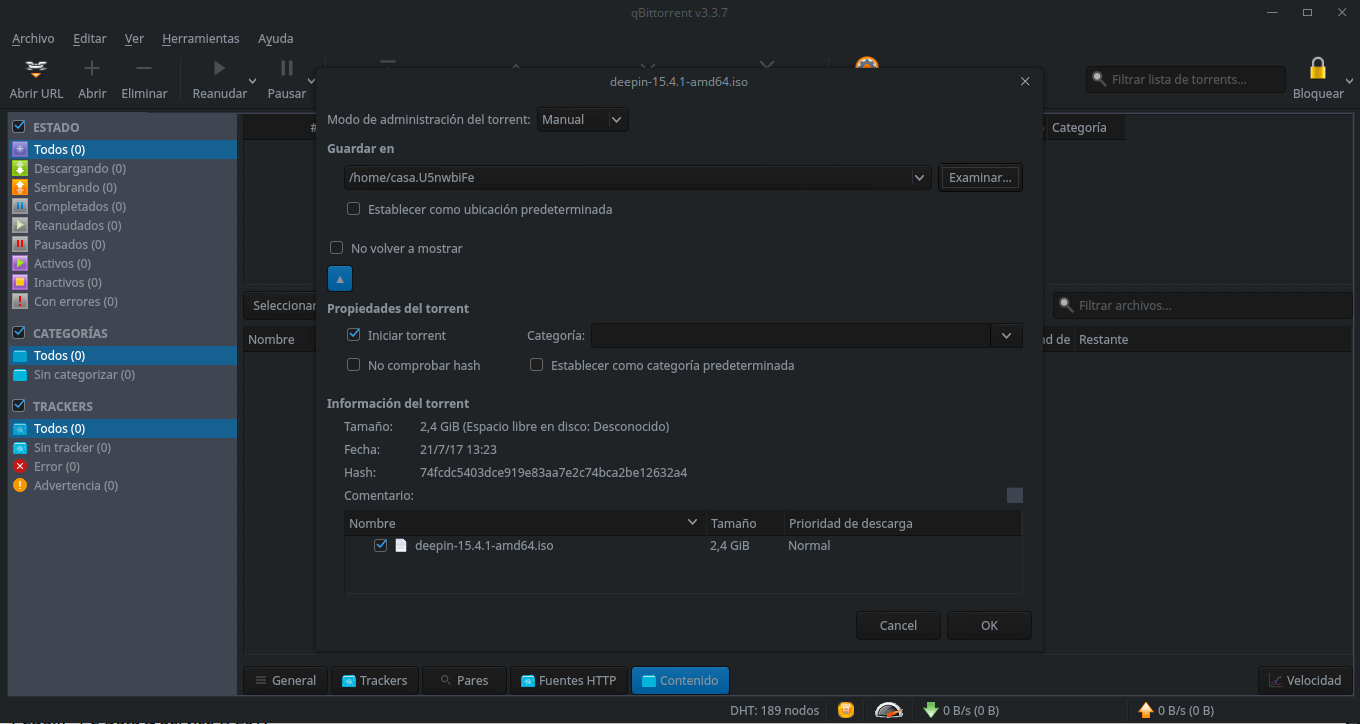 qBittorrent v3.3.7
Archivo Editar Ver Herramientas Ayuda
Abrir URL Abrir Eliminar Reanudar Pausar Filtrar lista de torrents... Bloquear
deepin-15.4.1-amd64.iso
Modo de administración del torrent: Manual
Guardar en
/home/casa.U5nwbiFe Examinar...
Establecer como ubicación predeterminada
No volver a mostrar
Propiedades del torrent
Iniciar torrent Categoría:
No comprobar hash Establecer como categoría predeterminada
Información del torrent
Tamaño: 2,4 GiB (Espacio libre en disco: Desconocido)
Fecha: 21/7/17 13:23
Hash: 74fcdc5403dce919e83aa7e2c74bca2be12632a4
Comentario:
Nombre Tamaño Prioridad de descarga
deepin-15.4.1-amd64.iso 2,4 GiB Normal
Cancel OK
ESTADO
Todos (0)
Descargando (0)
Sembrando (0)
Completados (0)
Reanudados (0)
Pausados (0)
Activos (0)
Inactivos (0)
Con errores (0)
CATEGORÍAS
Todos (0)
Sin categorizar (0)
TRACKERS
Todos (0)
Sin tracker (0)
Error (0)
Advertencia (0)
# Categoría
Seleccionar Filtrar archivos...
Nombre de Restante
General Trackers Pares Fuentes HTTP Contenido Velocidad
DHT: 189 nodos 0 B/s (0 B) 0 B/s (0 B)